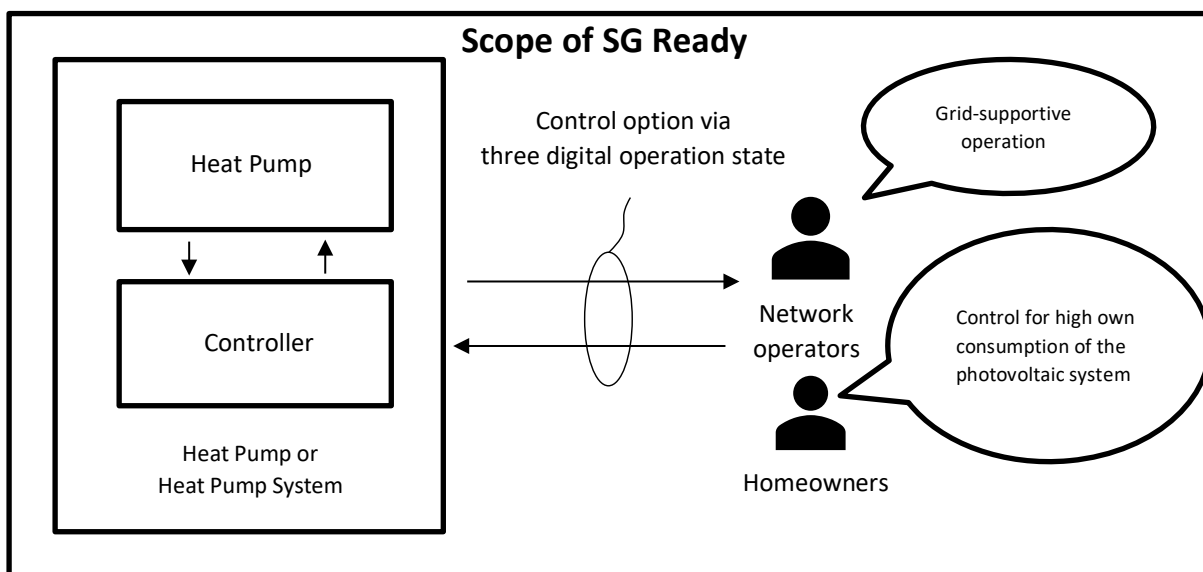 Scope of SG Ready
Heat Pump
Controller
Heat Pump or
Heat Pump System
Control option via
three digital operation state
Grid-supportive
operation
Network
operators
Control for high own
consumption of the
photovoltaic system
Homeowners